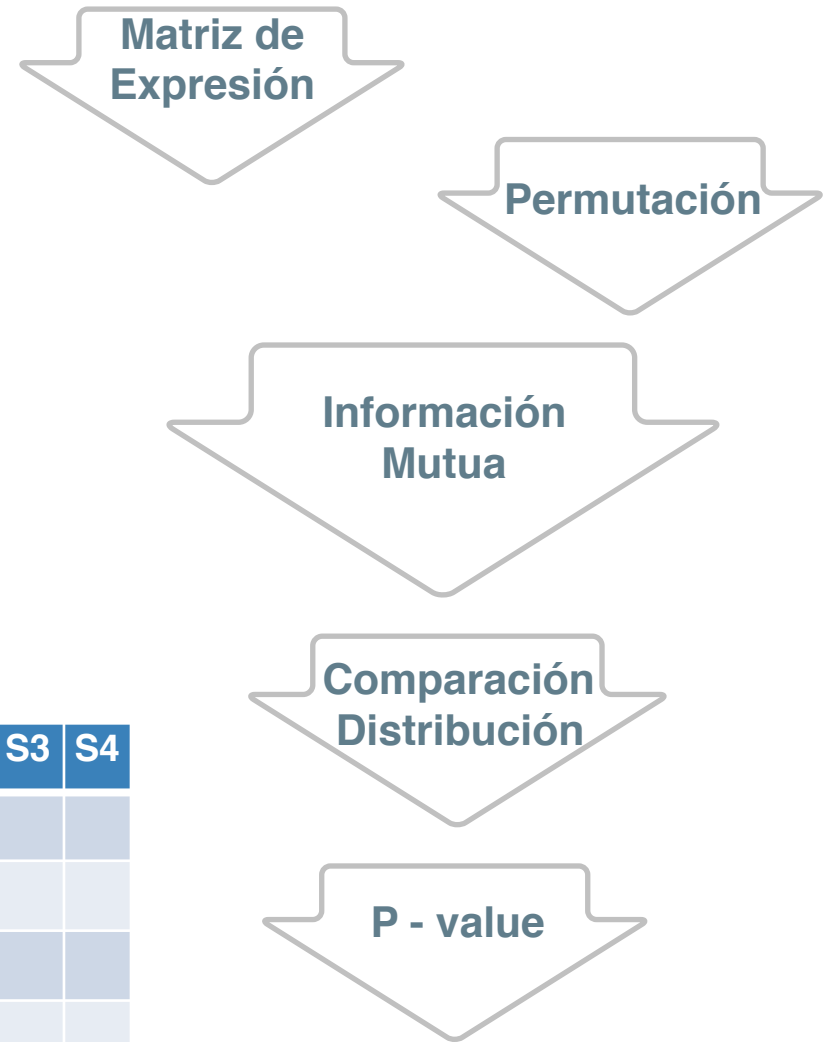 Matriz de
Expresión
Permutación
Información
Mutua
Comparación
Distribución
S3 S4
P - value